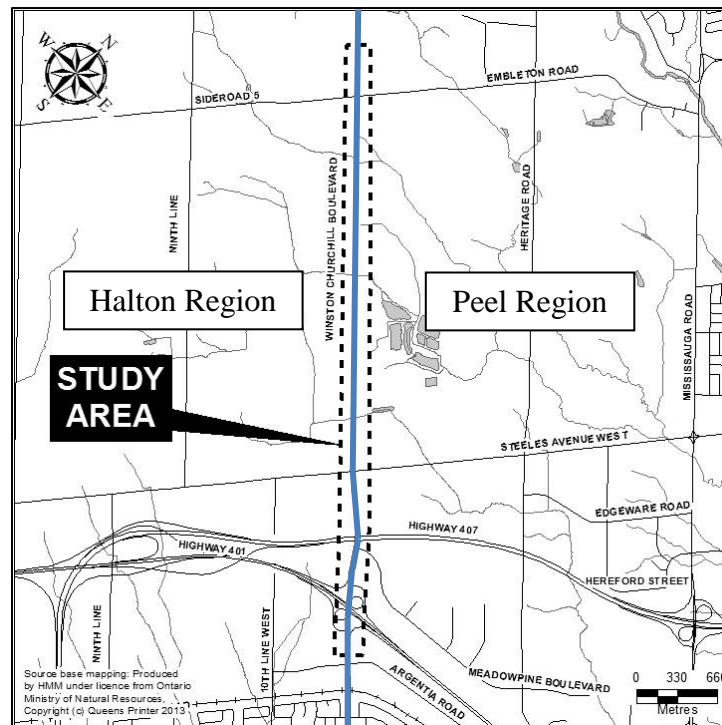 N
W
E
S
SIDEROAD 5
EMBLETON ROAD
NINTH LINE
WINSTON CHURCHILL BOULEVARD
HERITAGE ROAD
MISSISSAUGA ROAD
Halton Region
Peel Region
STUDY
AREA
STEELES AVENUE WEST
EDGEWARE ROAD
HIGHWAY 407
HIGHWAY 401
HEREFORD STREET
NINTH LINE
10TH LINE WEST
ARGENTIA ROAD
MEADOWPINE BOULEVARD
Source base mapping: Produced
by HMM under licence from Ontario
Ministry of Natural Resources,
Copyright (c) Queens Printer 2013
0 330 660
Metres